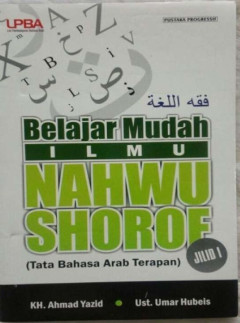 UPBA
PUSTAKA PROGRESSIF
X A M T B S P R
فقه اللغة
Belajar Mudah
ILMU
NAHWU
SHOROF
JILID I
(Tata Bahasa Arab Terapan)
KH. Ahmad Yazid • Ust. Umar Hubeis